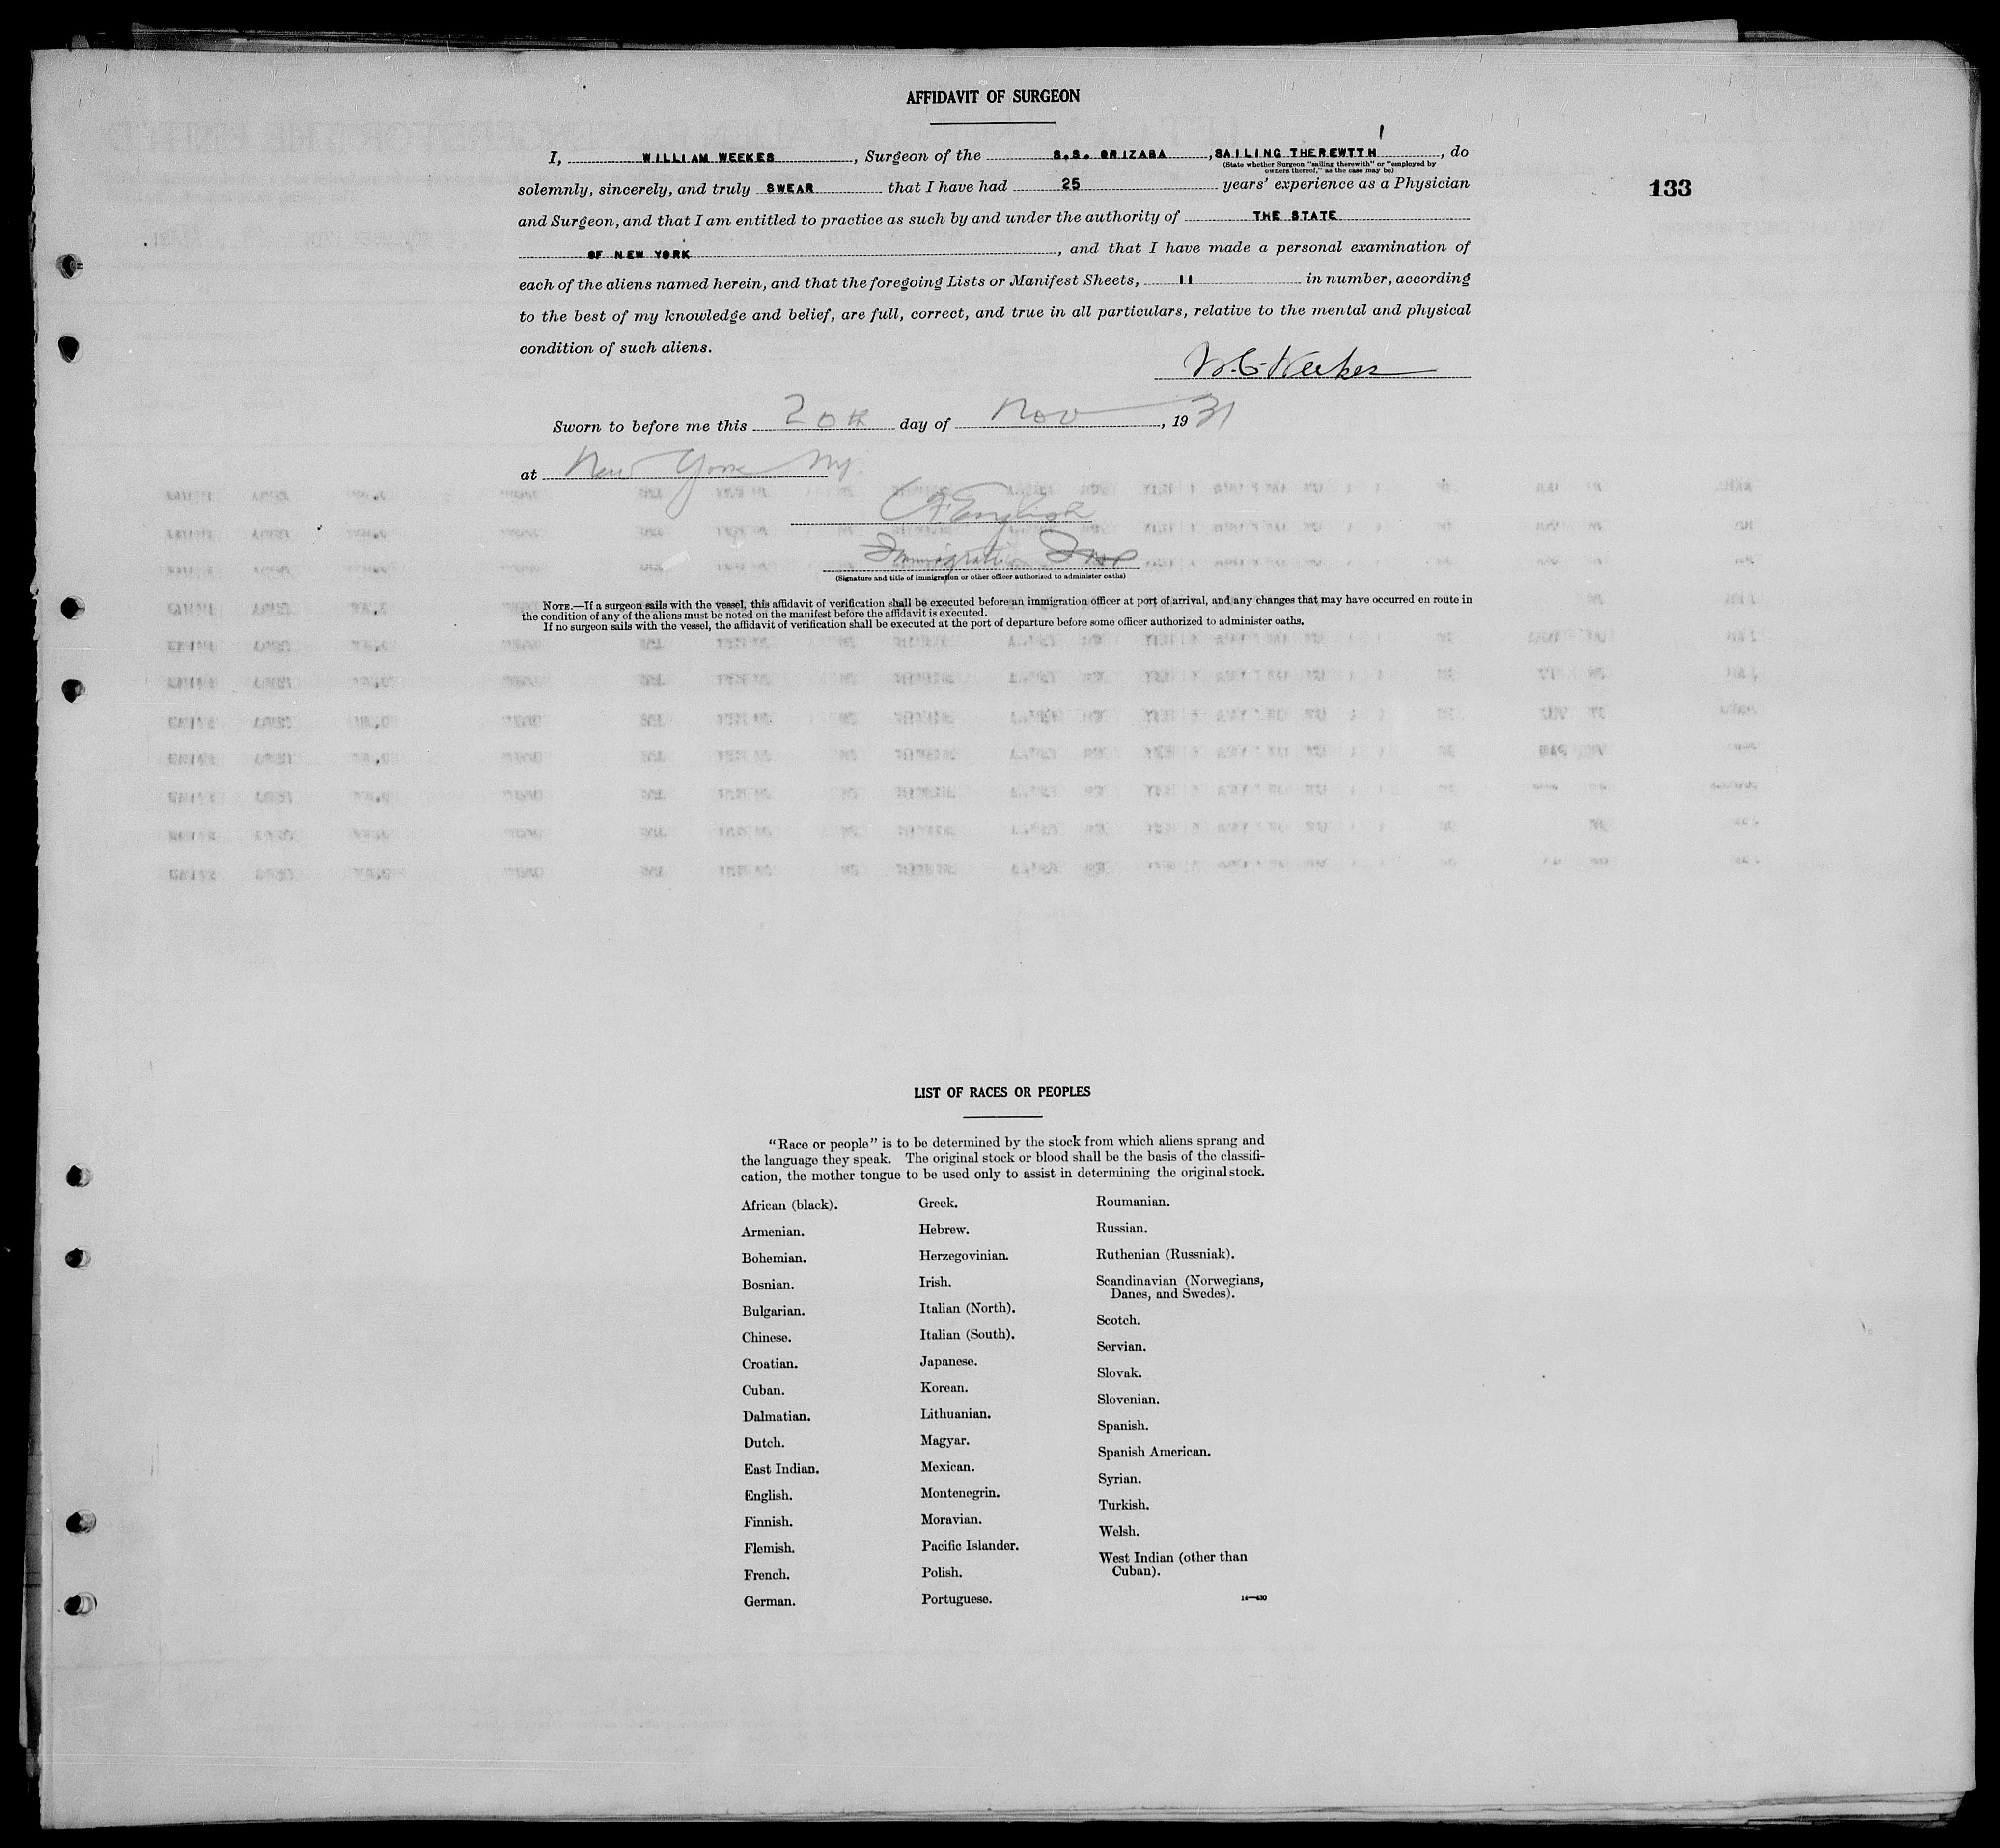 AFFIDAVIT OF SURGEON
I, WILLIAM WEEKES, Surgeon of the S.S. ORIZABA, SAILING THEREWTTH, do
(State whether Surgeon "sailing therewith" or "employed by
owners thereof," as the case may be)
solemnly, sincerely, and truly SWEAR that I have had 25 years' experience as a Physician
133
and Surgeon, and that I am entitled to practice as such by and under the authority of THE STATE
OF NEW YORK, and that I have made a personal examination of
each of the aliens named herein, and that the foregoing Lists or Manifest Sheets, 11 in number, according
to the best of my knowledge and belief, are full, correct, and true in all particulars, relative to the mental and physical
condition of such aliens.
Weekes
Sworn to before me this 20th day of Nov, 1931
at New York NY.
English
Immigration Insp
(Signature and title of immigration or other officer authorized to administer oaths)
NOTE.—If a surgeon sails with the vessel, this affidavit of verification shall be executed before an immigration officer at port of arrival, and any changes that may have occurred en route in
the condition of any of the aliens must be noted on the manifest before the affidavit is executed.
If no surgeon sails with the vessel, the affidavit of verification shall be executed at the port of departure before some officer authorized to administer oaths.
LIST OF RACES OR PEOPLES
"Race or people" is to be determined by the stock from which aliens sprang and
the language they speak. The original stock or blood shall be the basis of the classifi-
cation, the mother tongue to be used only to assist in determining the original stock.
African (black).
Armenian.
Bohemian.
Bosnian.
Bulgarian.
Chinese.
Croatian.
Cuban.
Dalmatian.
Dutch.
East Indian.
English.
Finnish.
Flemish.
French.
German.
Greek.
Hebrew.
Herzegovinian.
Irish.
Italian (North).
Italian (South).
Japanese.
Korean.
Lithuanian.
Magyar.
Mexican.
Montenegrin.
Moravian.
Pacific Islander.
Polish.
Portuguese.
Roumanian.
Russian.
Ruthenian (Russniak).
Scandinavian (Norwegians,
Danes, and Swedes).
Scotch.
Servian.
Slovak.
Slovenian.
Spanish.
Spanish American.
Syrian.
Turkish.
Welsh.
West Indian (other than
Cuban).
14—430